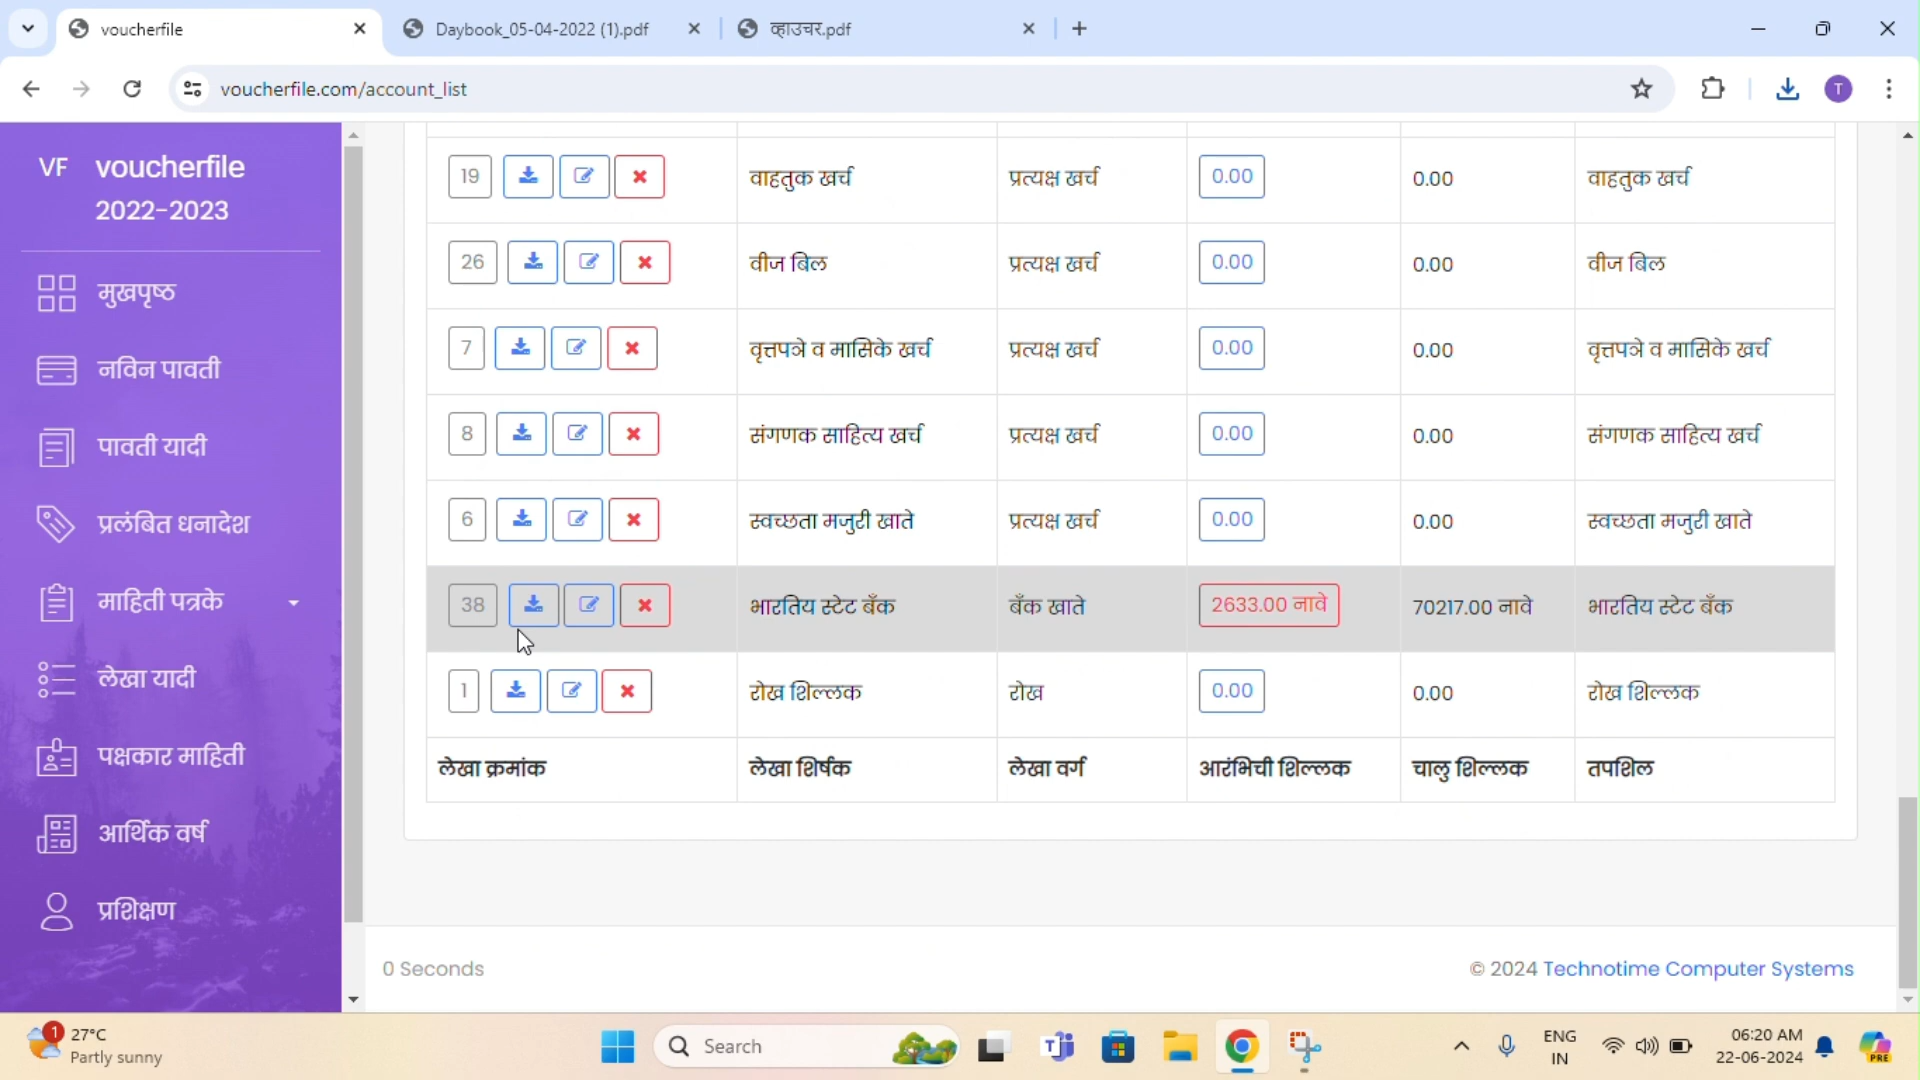 voucherfile
Daybook_05-04-2022 (1).pdf
व्हाउचर.pdf
voucherfile.com/account_list
T
VF voucherfile
2022-2023
मुखपृष्ठ
नविन पावती
पावती यादी
प्रलंबित धनादेश
माहिती पत्रके
लेखा यादी
पक्षकार माहिती
आर्थिक वर्ष
प्रशिक्षण
19 वाहतुक खर्च प्रत्यक्ष खर्च 0.00 0.00 वाहतुक खर्च
26 वीज बिल प्रत्यक्ष खर्च 0.00 0.00 वीज बिल
7 वृत्तपत्रे व मासिके खर्च प्रत्यक्ष खर्च 0.00 0.00 वृत्तपत्रे व मासिके खर्च
8 संगणक साहित्य खर्च प्रत्यक्ष खर्च 0.00 0.00 संगणक साहित्य खर्च
6 स्वच्छता मजुरी खाते प्रत्यक्ष खर्च 0.00 0.00 स्वच्छता मजुरी खाते
38 भारतिय स्टेट बँक बँक खाते 2633.00 नावे 70217.00 नावे भारतिय स्टेट बँक
1 रोख शिल्लक रोख 0.00 0.00 रोख शिल्लक
लेखा क्रमांक लेखा शिर्षक लेखा वर्ग आरंभिची शिल्लक चालु शिल्लक तपशिल
0 Seconds
© 2024 Technotime Computer Systems
1
27°C
Partly sunny
Search
ENG
IN
06:20 AM
22-06-2024
PRE